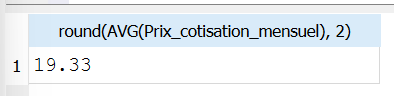 round(AVG(Prix_cotisation_mensuel), 2)
1 19.33